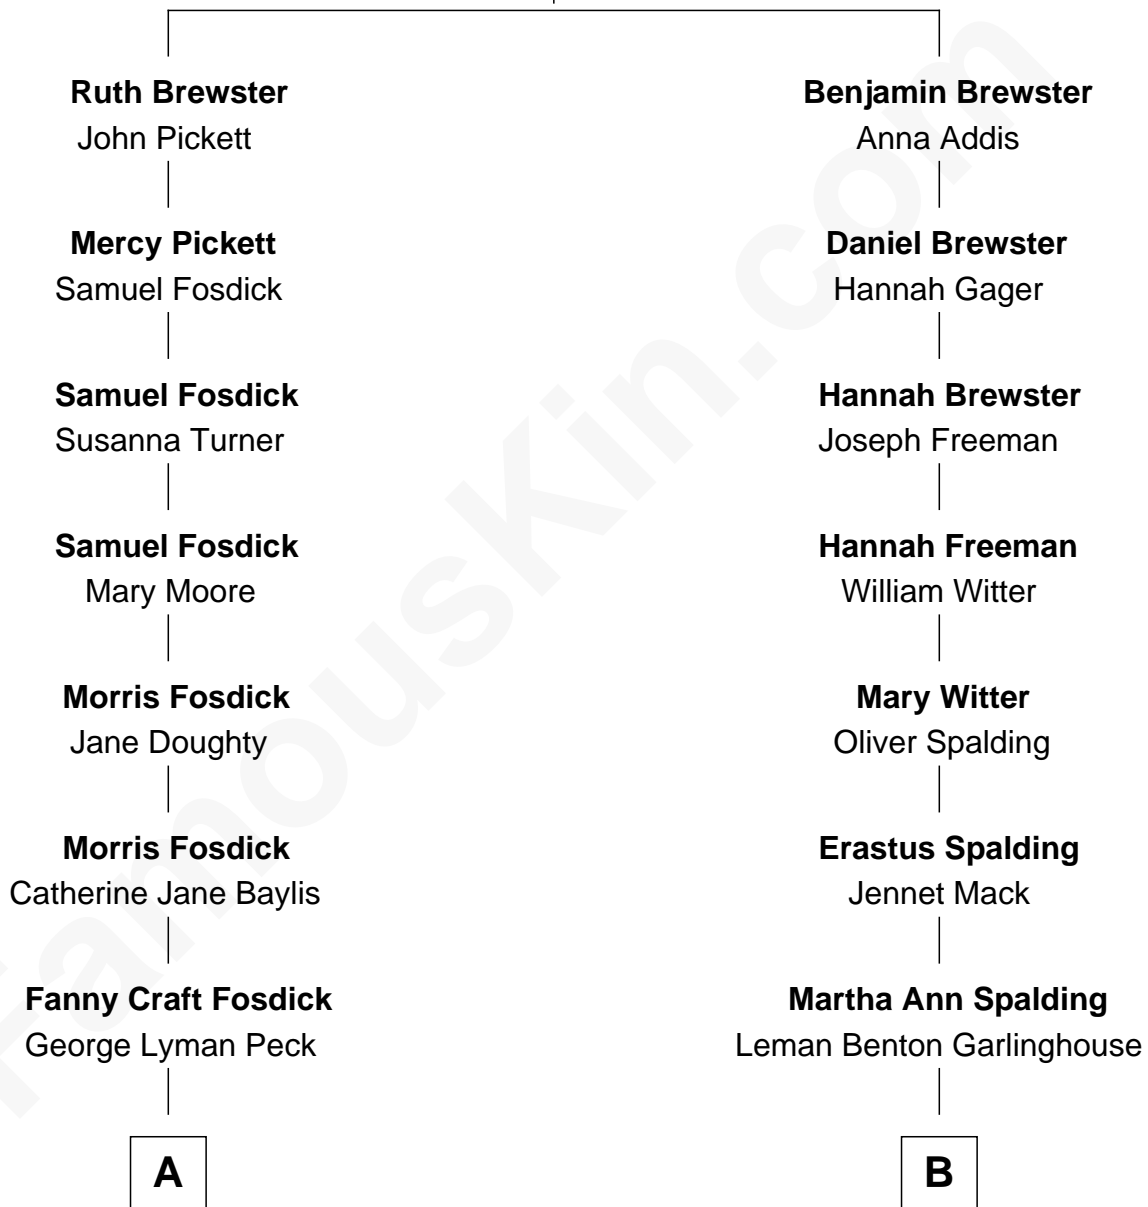 Ruth Brewster
John Pickett
Mercy Pickett
Samuel Fosdick
Samuel Fosdick
Susanna Turner
Samuel Fosdick
Mary Moore
Morris Fosdick
Jane Doughty
Morris Fosdick
Catherine Jane Baylis
Fanny Craft Fosdick
George Lyman Peck
A
Benjamin Brewster
Anna Addis
Daniel Brewster
Hannah Gager
Hannah Brewster
Joseph Freeman
Hannah Freeman
William Witter
Mary Witter
Oliver Spalding
Erastus Spalding
Jennet Mack
Martha Ann Spalding
Leman Benton Garlinghouse
B
FamousKin.com